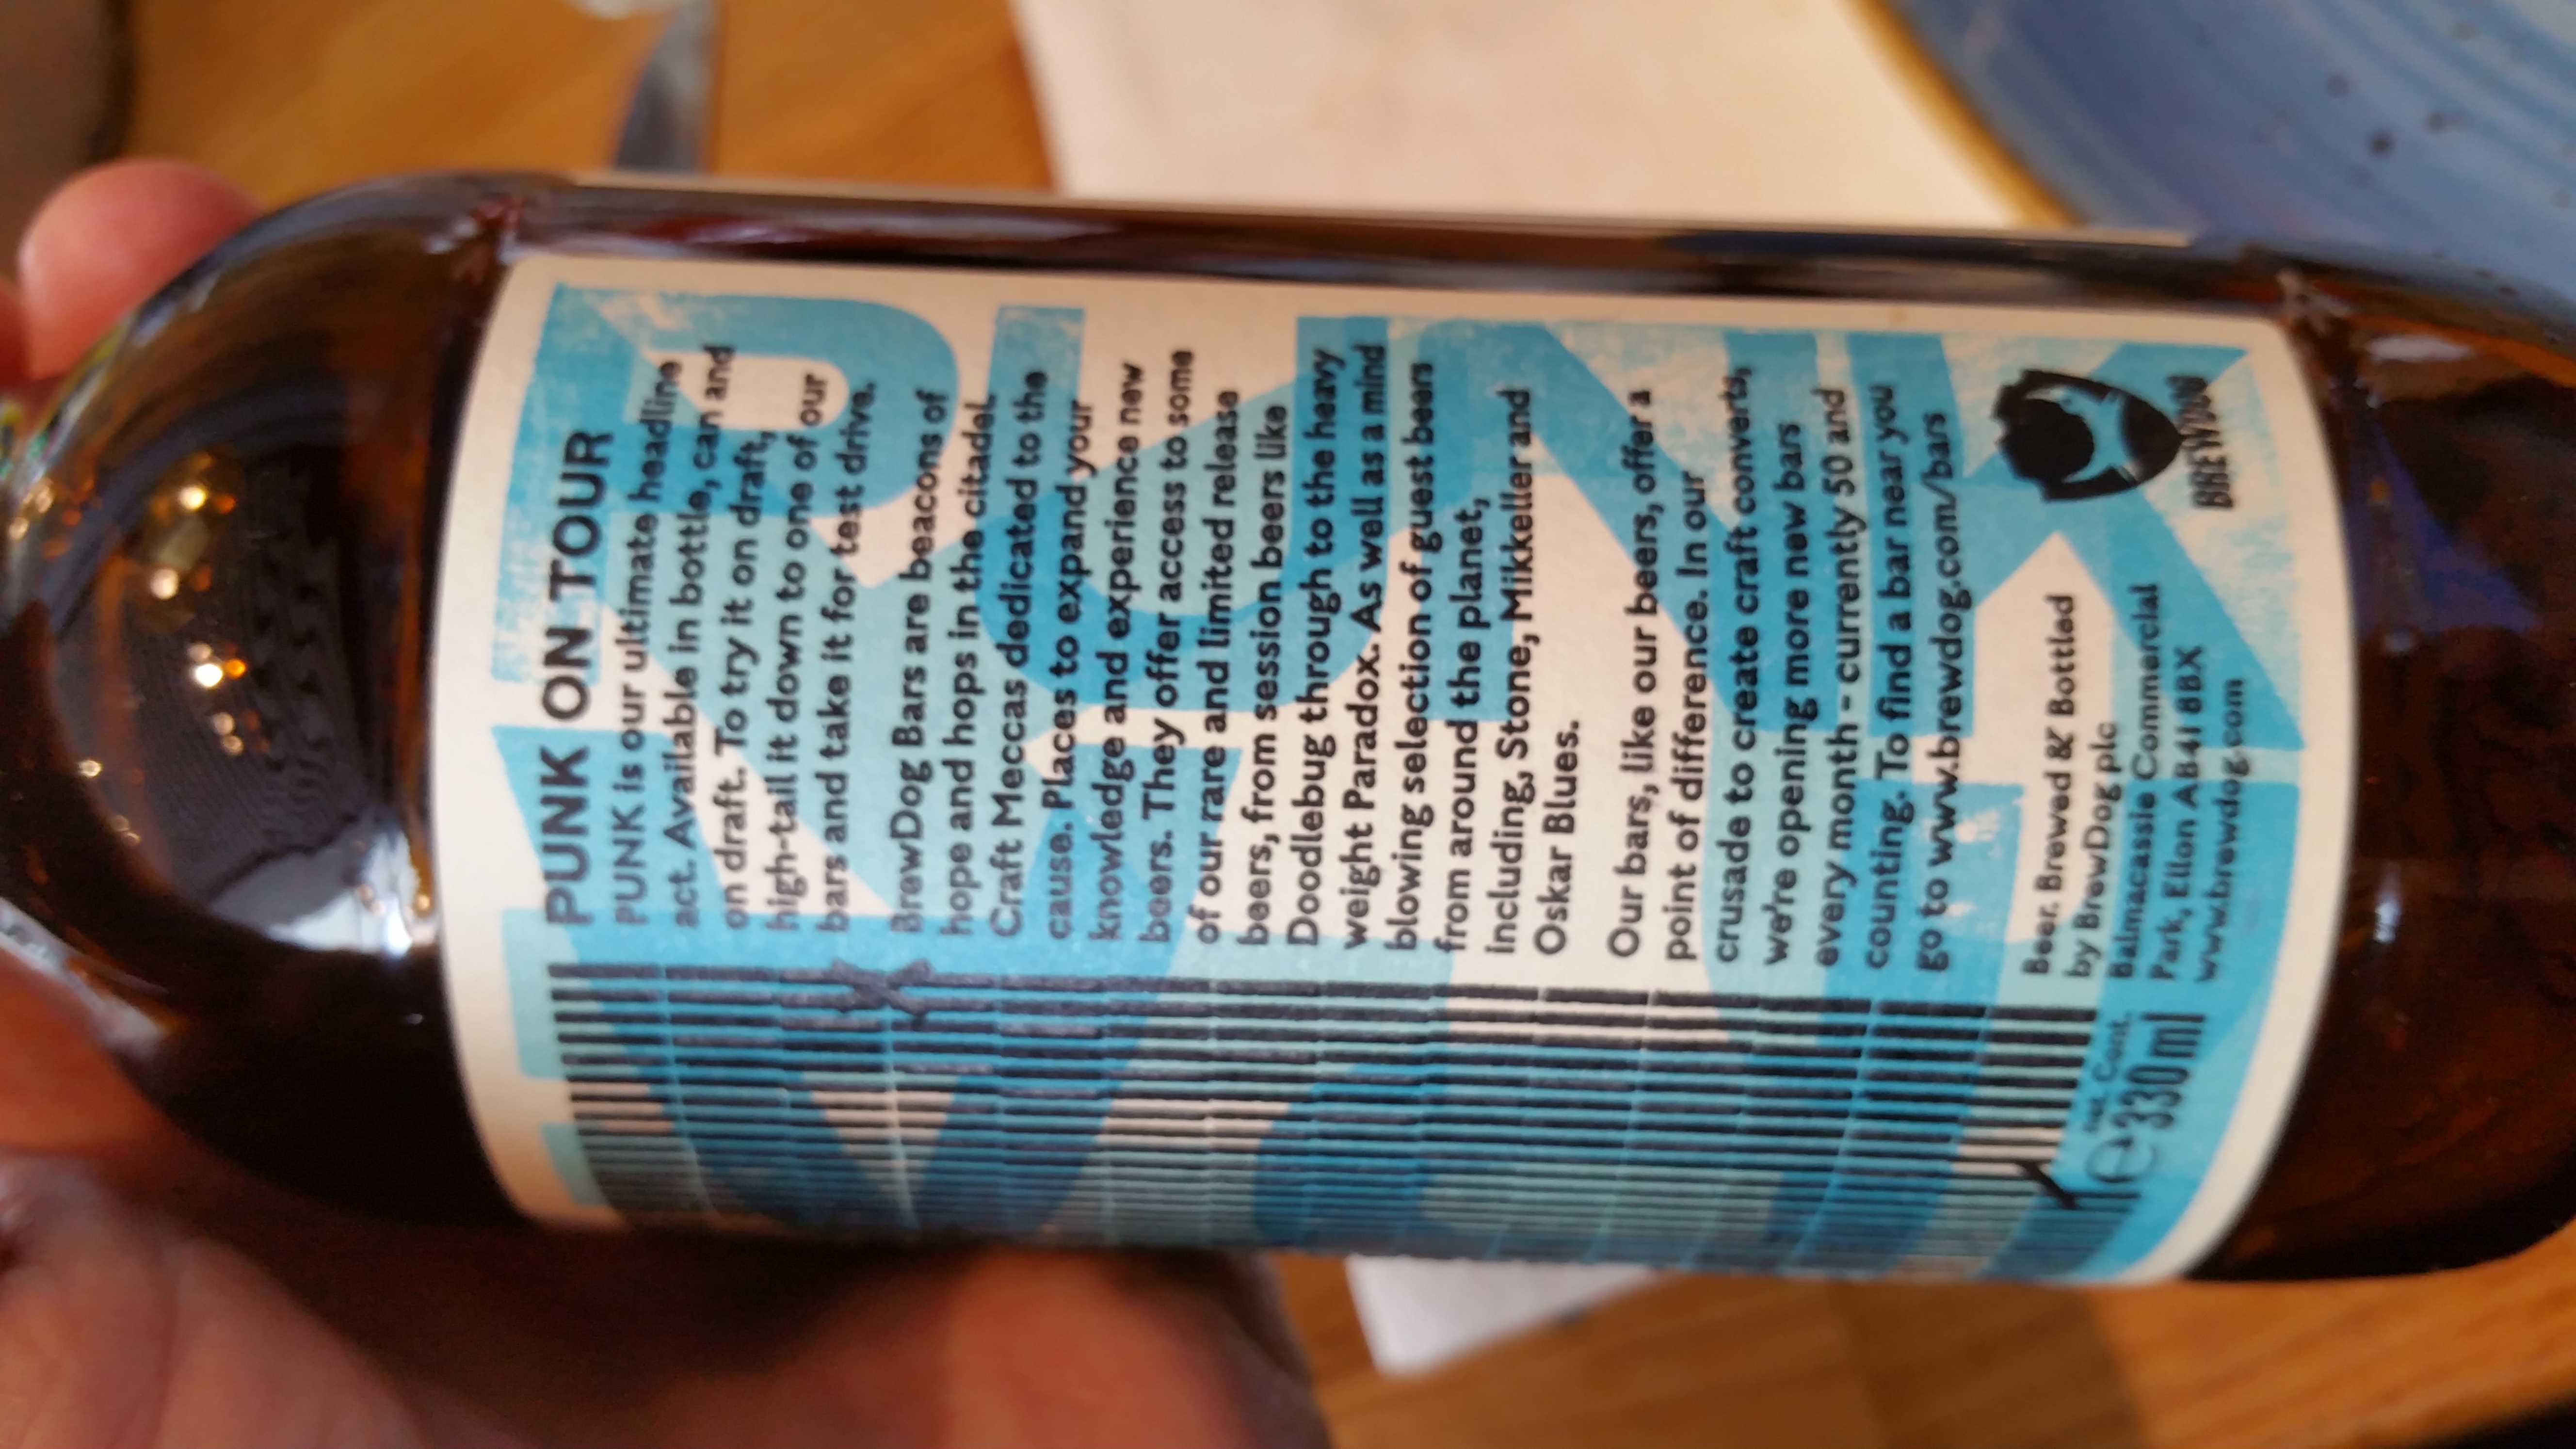 PUNK ON TOUR
PUNK is our ultimate headline
act. Available in bottle, can and
on draft. To try it on draft,
high-tail it down to one of our
bars and take it for test drive.
BrewDog Bars are beacons of
hope and hops in the citadel.
Craft Meccas dedicated to the
cause. Places to expand your
knowledge and experience new
beers. They offer access to some
of our rare and limited release
beers, from session beers like
Doodlebug through to the heavy
weight Paradox. As well as a mind
blowing selection of guest beers
from around the planet,
including, Stone, Mikkeller and
Oskar Blues.
Our bars, like our beers, offer a
point of difference. In our
crusade to create craft converts,
we're opening more new bars
every month - currently 50 and
counting. To find a bar near you
go to www.brewdog.com/bars
Beer. Brewed & Bottled
by BrewDog plc
Balmacassie Commercial
Park, Ellon AB41 8BX
www.brewdog.com
BREWDOG
Net. Cont.
e 330ml
PUNK